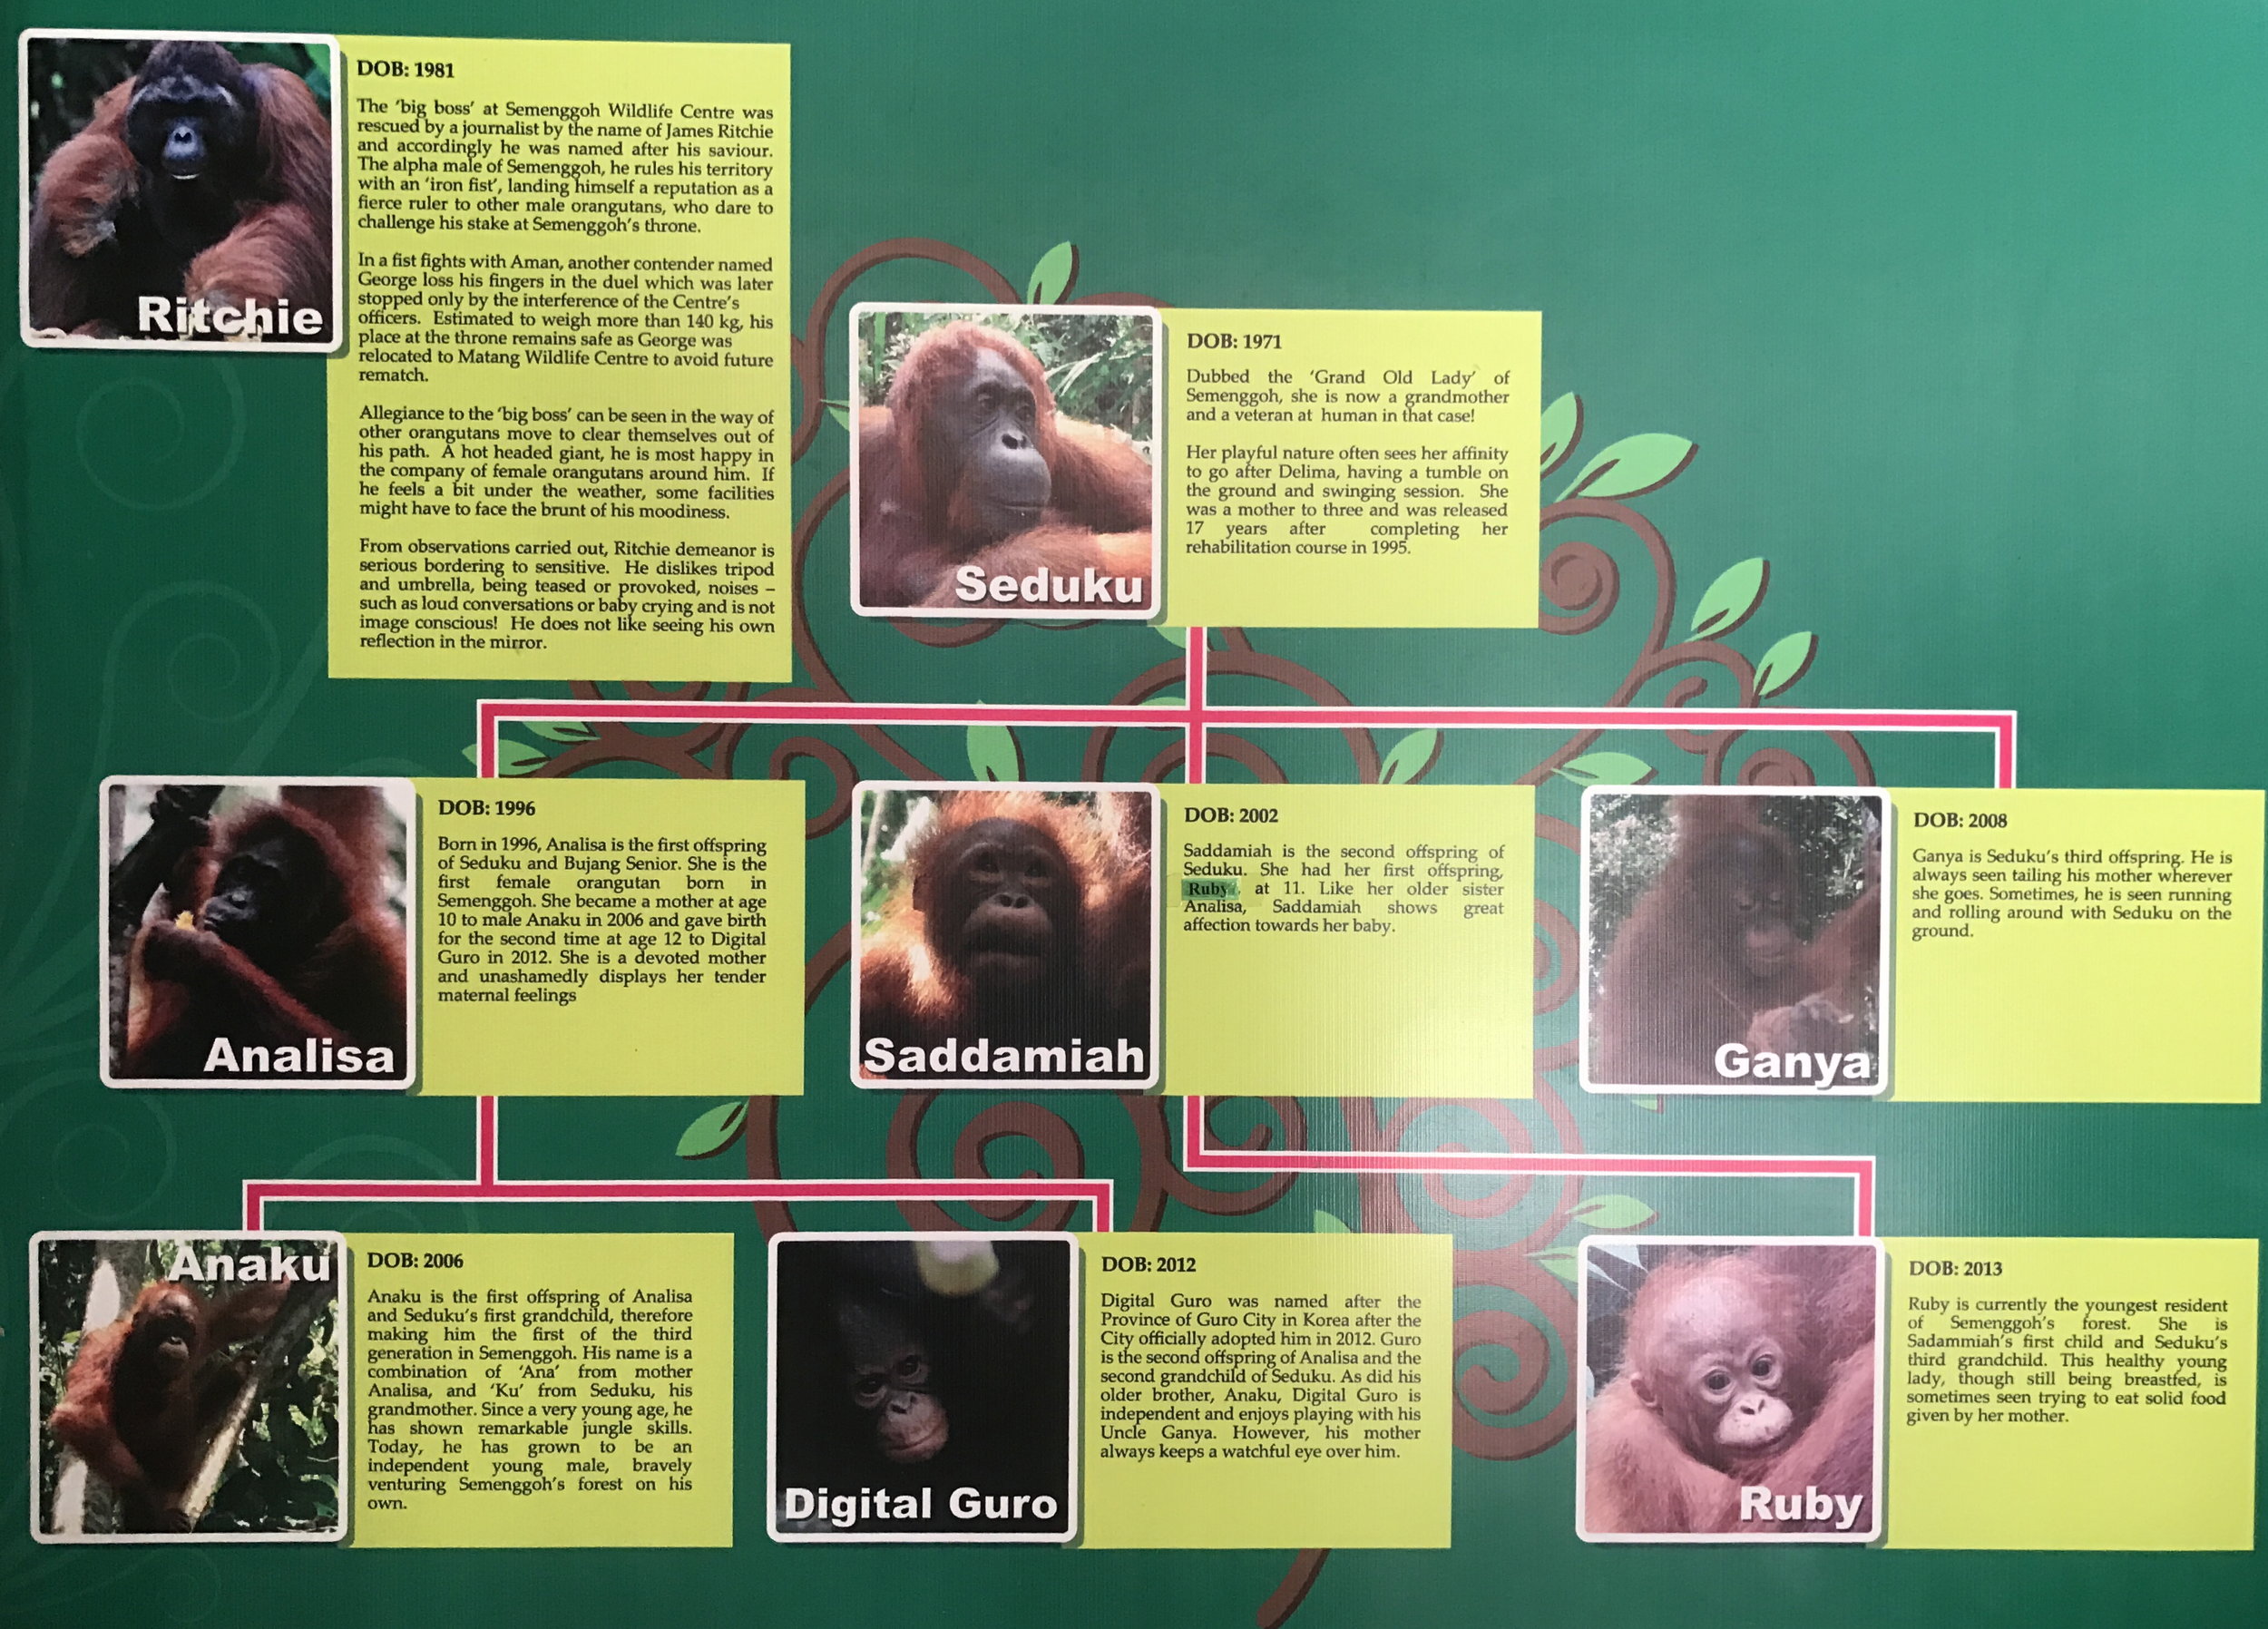 Ritchie
DOB: 1981
The 'big boss' at Semenggoh Wildlife Centre was
rescued by a journalist by the name of James Ritchie
and accordingly he was named after his saviour.
The alpha male of Semenggoh, he rules his territory
with an 'iron fist', landing himself a reputation as a
fierce ruler to other male orangutans, who dare to
challenge his stake at Semenggoh's throne.
In a fist fights with Aman, another contender named
George loss his fingers in the duel which was later
stopped only by the interference of the Centre's
officers. Estimated to weigh more than 140 kg, his
place at the throne remains safe as George was
relocated to Matang Wildlife Centre to avoid future
rematch.
Allegiance to the 'big boss' can be seen in the way of
other orangutans move to clear themselves out of
his path. A hot headed giant, he is most happy in
the company of female orangutans around him. If
he feels a bit under the weather, some facilities
might have to face the brunt of his moodiness.
From observations carried out, Ritchie demeanor is
serious bordering to sensitive. He dislikes tripod
and umbrella, being teased or provoked, noises –
such as loud conversations or baby crying and is not
image conscious! He does not like seeing his own
reflection in the mirror.
Seduku
DOB: 1971
Dubbed the 'Grand Old Lady' of
Semenggoh, she is now a grandmother
and a veteran at human in that case!
Her playful nature often sees her affinity
to go after Delima, having a tumble on
the ground and swinging session. She
was a mother to three and was released
17 years after completing her
rehabilitation course in 1995.
Analisa
DOB: 1996
Born in 1996, Analisa is the first offspring
of Seduku and Bujang Senior. She is the
first female orangutan born in
Semenggoh. She became a mother at age
10 to male Anaku in 2006 and gave birth
for the second time at age 12 to Digital
Guro in 2012. She is a devoted mother
and unashamedly displays her tender
maternal feelings
Saddamiah
DOB: 2002
Saddamiah is the second offspring of
Seduku. She had her first offspring,
Ruby, at 11. Like her older sister
Analisa, Saddamiah shows great
affection towards her baby.
Ganya
DOB: 2008
Ganya is Seduku's third offspring. He is
always seen tailing his mother wherever
she goes. Sometimes, he is seen running
and rolling around with Seduku on the
ground.
Anaku
DOB: 2006
Anaku is the first offspring of Analisa
and Seduku's first grandchild, therefore
making him the first of the third
generation in Semenggoh. His name is a
combination of 'Ana' from mother
Analisa, and 'Ku' from Seduku, his
grandmother. Since a very young age, he
has shown remarkable jungle skills.
Today, he has grown to be an
independent young male, bravely
venturing Semenggoh's forest on his
own.
Digital Guro
DOB: 2012
Digital Guro was named after the
Province of Guro City in Korea after the
City officially adopted him in 2012. Guro
is the second offspring of Analisa and the
second grandchild of Seduku. As did his
older brother, Anaku, Digital Guro is
independent and enjoys playing with his
Uncle Ganya. However, his mother
always keeps a watchful eye over him.
Ruby
DOB: 2013
Ruby is currently the youngest resident
of Semenggoh's forest. She is
Sadammiah's first child and Seduku's
third grandchild. This healthy young
lady, though still being breastfed, is
sometimes seen trying to eat solid food
given by her mother.